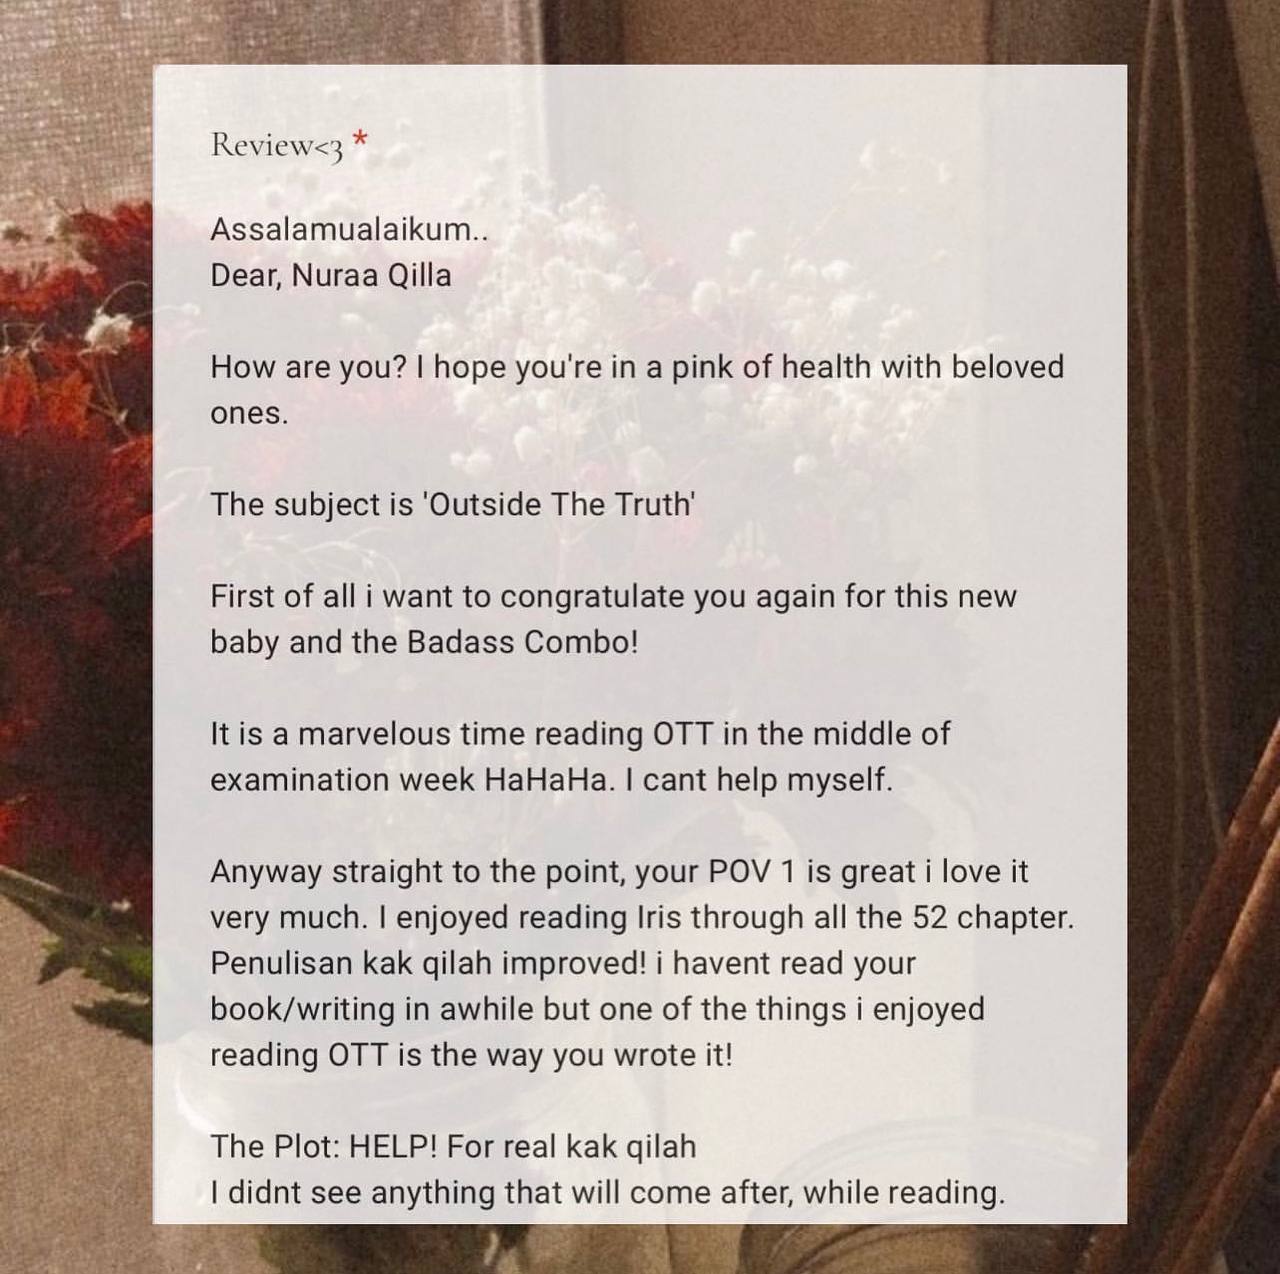 Review<3 *
Assalamualaikum..
Dear, Nuraa Qilla
How are you? I hope you're in a pink of health with beloved
ones.
The subject is 'Outside The Truth'
First of all i want to congratulate you again for this new
baby and the Badass Combo!
It is a marvelous time reading OTT in the middle of
examination week HaHaHa. I cant help myself.
Anyway straight to the point, your POV 1 is great i love it
very much. I enjoyed reading Iris through all the 52 chapter.
Penulisan kak qilah improved! i havent read your
book/writing in awhile but one of the things i enjoyed
reading OTT is the way you wrote it!
The Plot: HELP! For real kak qilah
I didnt see anything that will come after, while reading.